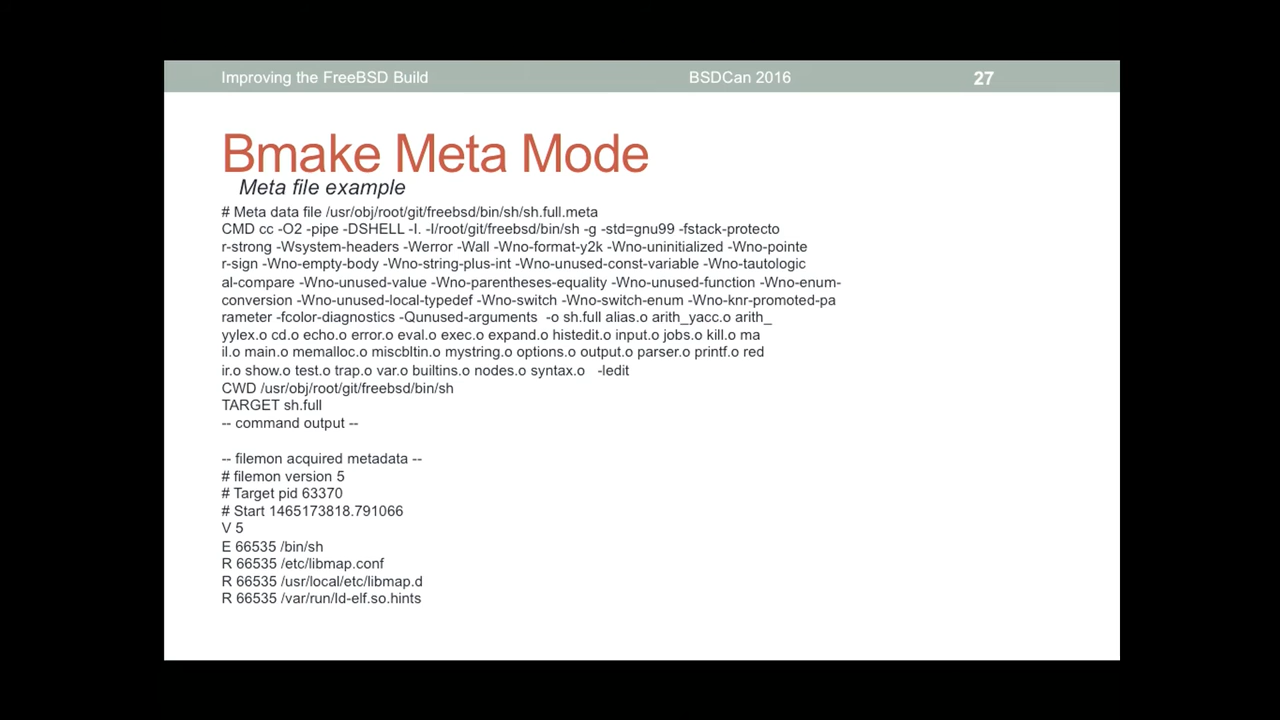 Improving the FreeBSD Build BSDCan 2016 27
Bmake Meta Mode
Meta file example
# Meta data file /usr/obj/root/git/freebsd/bin/sh/sh.full.meta
CMD cc -O2 -pipe -DSHELL -I. -I/root/git/freebsd/bin/sh -g -std=gnu99 -fstack-protecto
r-strong -Wsystem-headers -Werror -Wall -Wno-format-y2k -Wno-uninitialized -Wno-pointe
r-sign -Wno-empty-body -Wno-string-plus-int -Wno-unused-const-variable -Wno-tautologic
al-compare -Wno-unused-value -Wno-parentheses-equality -Wno-unused-function -Wno-enum-
conversion -Wno-unused-local-typedef -Wno-switch -Wno-switch-enum -Wno-knr-promoted-pa
rameter -fcolor-diagnostics -Qunused-arguments  -o sh.full alias.o arith_yacc.o arith_
yylex.o cd.o echo.o error.o eval.o exec.o expand.o histedit.o input.o jobs.o kill.o ma
il.o main.o memalloc.o miscbltin.o mystring.o options.o output.o parser.o printf.o red
ir.o show.o test.o trap.o var.o builtins.o nodes.o syntax.o   -ledit
CWD /usr/obj/root/git/freebsd/bin/sh
TARGET sh.full
-- command output --
-- filemon acquired metadata --
# filemon version 5
# Target pid 63370
# Start 1465173818.791066
V 5
E 66535 /bin/sh
R 66535 /etc/libmap.conf
R 66535 /usr/local/etc/libmap.d
R 66535 /var/run/ld-elf.so.hints